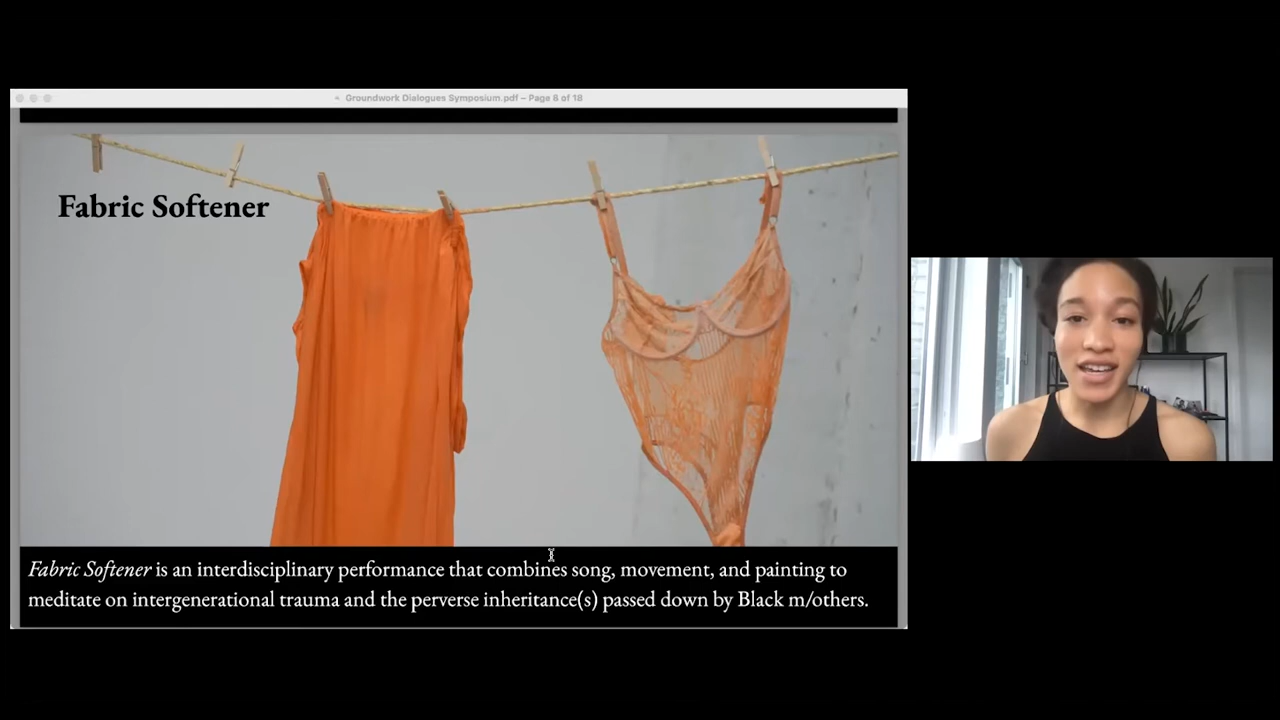 Groundwork Dialogues Symposium.pdf – Page 8 of 18
Fabric Softener
Fabric Softener is an interdisciplinary performance that combines song, movement, and painting to
meditate on intergenerational trauma and the perverse inheritance(s) passed down by Black m/others.